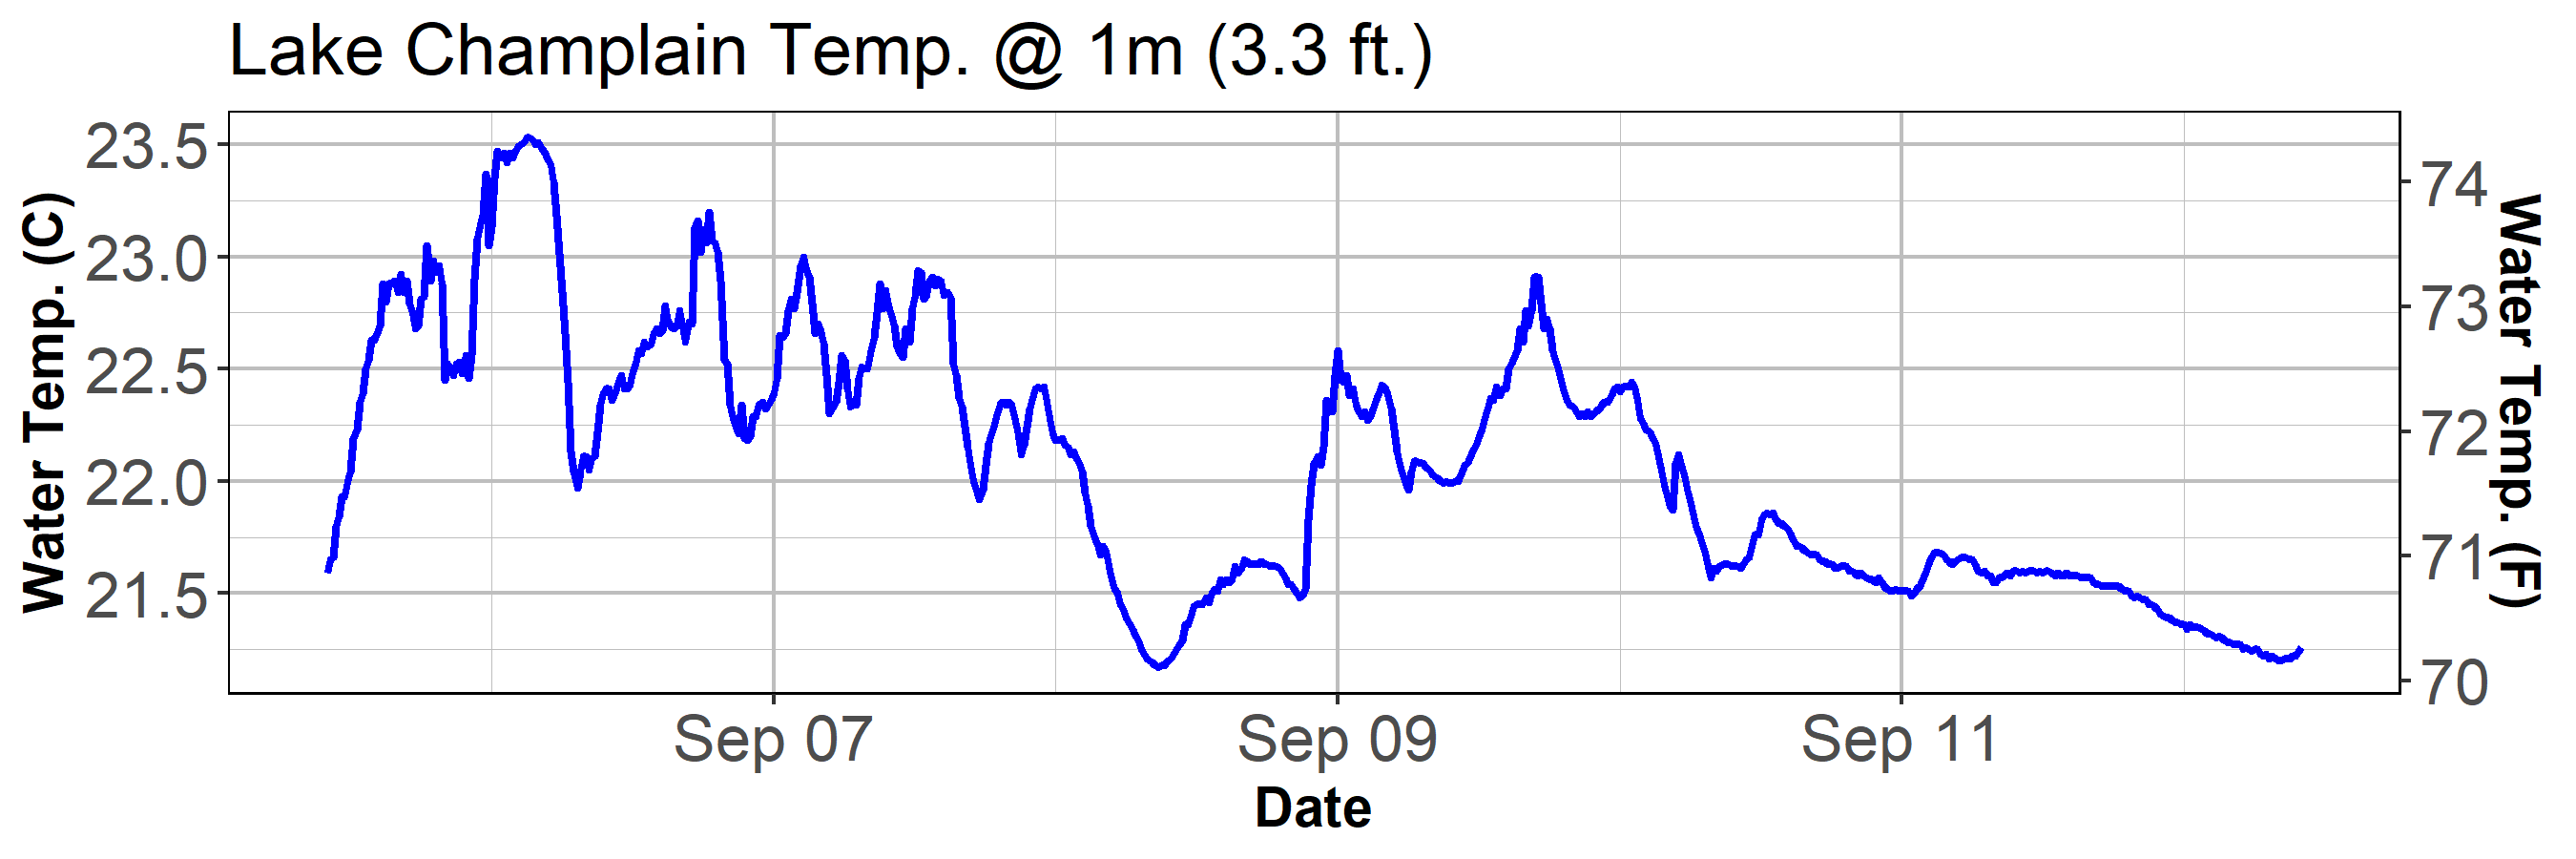 Lake Champlain Temp. @ 1m (3.3 ft.)
Water Temp. (C)
23.5
23.0
22.5
22.0
21.5
74
73
72
71
70
Water Temp. (F)
Sep 07
Sep 09
Sep 11
Date